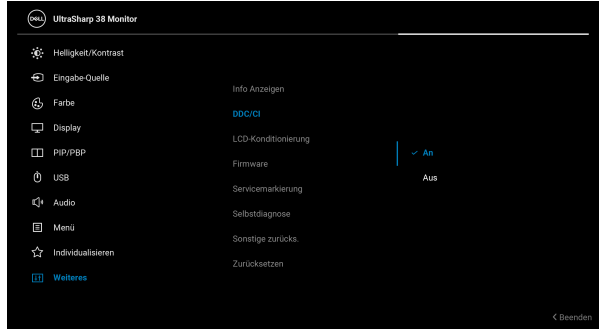 DELL UltraSharp 38 Monitor
Helligkeit/Kontrast
Eingabe-Quelle
Farbe
Display
PIP/PBP
USB
Audio
Menü
Individualisieren
Weiteres
Info Anzeigen
DDC/CI
LCD-Konditionierung
Firmware
Servicemarkierung
Selbstdiagnose
Sonstige zurücks.
Zurücksetzen
An
Aus
Beenden